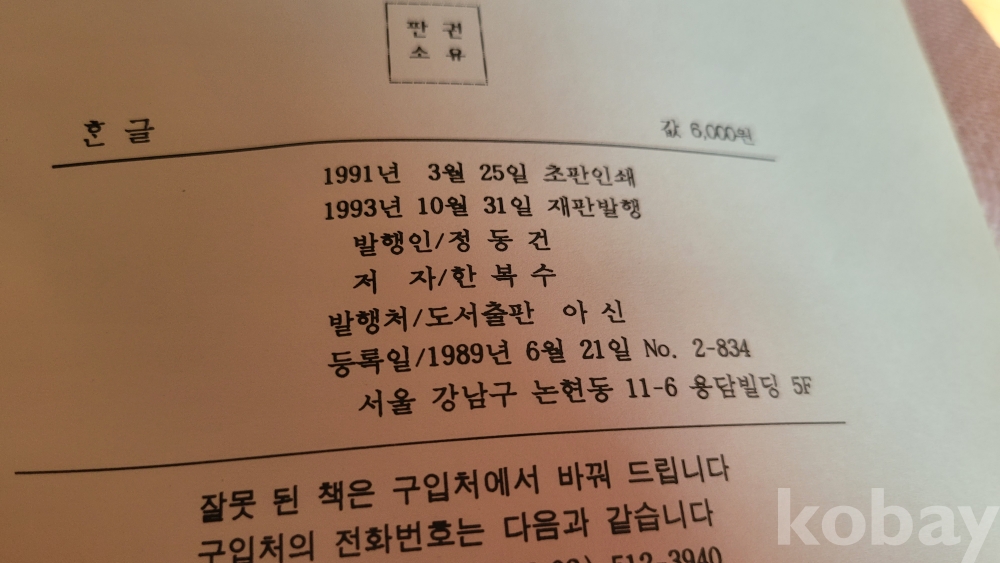 판 권
소 유
ᄒᆞᆫ 글 값 6,000원
1991년 3월 25일 초판인쇄
1993년 10월 31일 재판발행
발행인/정 동 건
저 자/한 복 수
발행처/도서출판 아 신
등록일/1989년 6월 21일 No. 2-834
서울 강남구 논현동 11-6 용담빌딩 5F
잘못 된 책은 구입처에서 바꿔 드립니다
구입처의 전화번호는 다음과 같습니다
512-3940
kobay